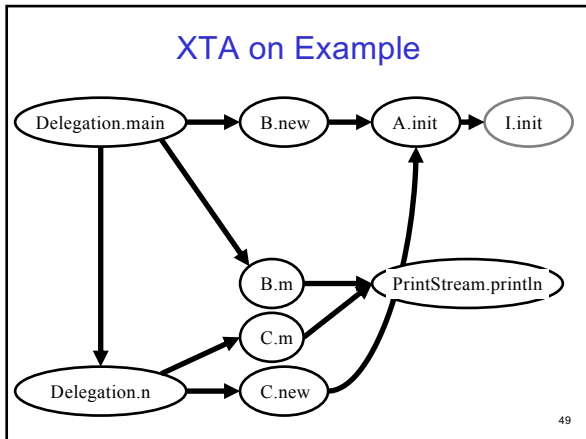 XTA on Example
Delegation.main
B.new
A.init
I.init
B.m
PrintStream.println
C.m
Delegation.n
C.new
49